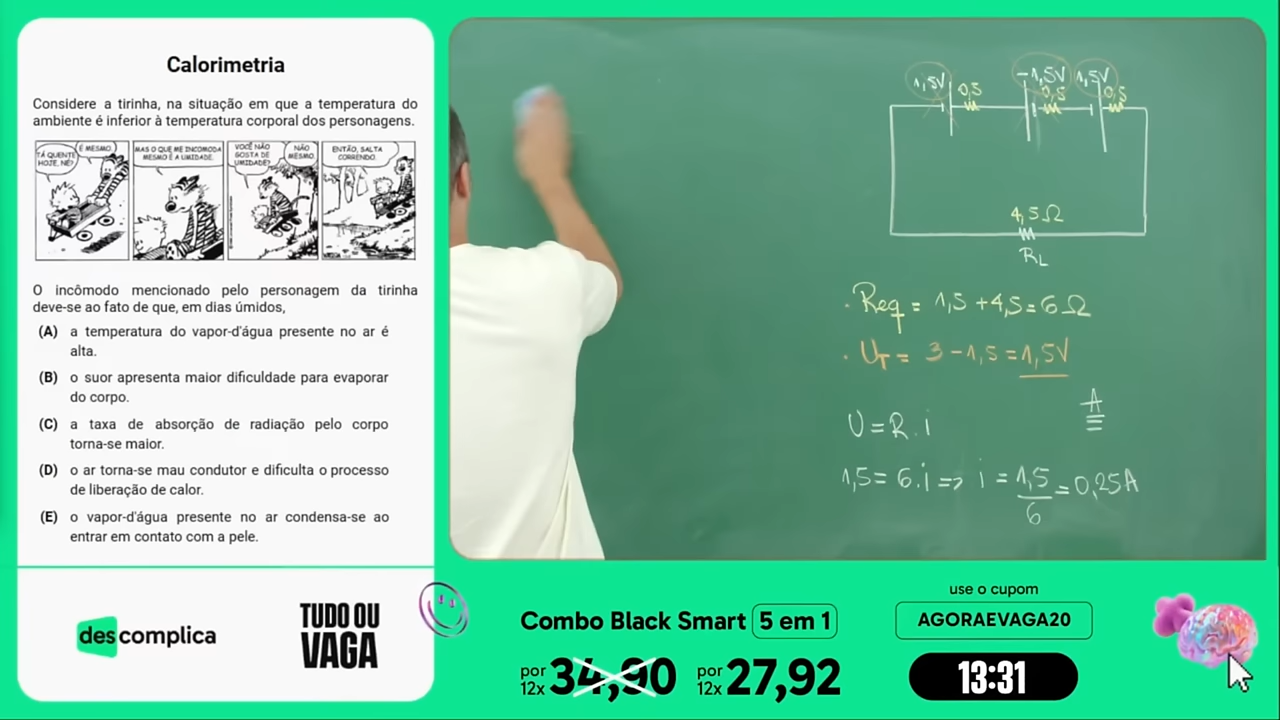 Calorimetria
Considere a tirinha, na situação em que a temperatura do
ambiente é inferior à temperatura corporal dos personagens.
TÁ QUENTE
HOJE, NÉ?
É MESMO.
MAS O QUE ME INCOMODA
MESMO É A UMIDADE.
VOCÊ NÃO
GOSTA DE
UMIDADE?
NÃO
MESMO.
ENTÃO, SALTA
CORRENDO.
O incômodo mencionado pelo personagem da tirinha
deve-se ao fato de que, em dias úmidos,
(A) a temperatura do vapor-d'água presente no ar é
alta.
(B) o suor apresenta maior dificuldade para evaporar
do corpo.
(C) a taxa de absorção de radiação pelo corpo
torna-se maior.
(D) o ar torna-se mau condutor e dificulta o processo
de liberação de calor.
(E) o vapor-d'água presente no ar condensa-se ao
entrar em contato com a pele.
1,5V 0,5 -1,5V 0,5 1,5V 0,5
4,5Ω
RL
· Req = 1,5 + 4,5 = 6Ω
· UT = 3 - 1,5 = 1,5V
A
U = R.i
1,5 = 6.i => i = 1,5/6 = 0,25A
descomplica
TUDO OU
VAGA
Combo Black Smart 5 em 1
por
12x 34,90
por
12x 27,92
use o cupom
AGORAEVAGA20
13:31